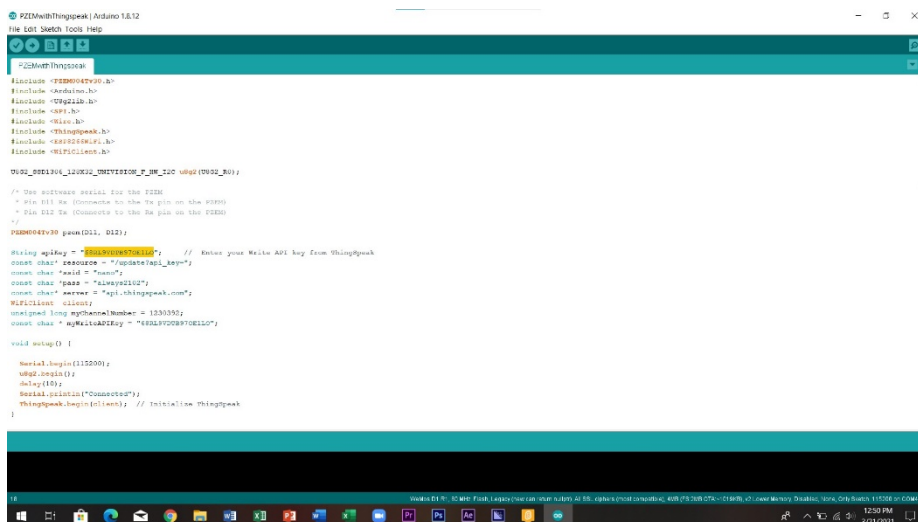 PZEMwithThingspeak | Arduino 1.8.12
File Edit Sketch Tools Help
PZEMwithThingspeak
#include <PZEM004Tv30.h>
#include <Arduino.h>
#include <U8g2lib.h>
#include <SPI.h>
#include <Wire.h>
#include <ThingSpeak.h>
#include <ESP8266WiFi.h>
#include <WiFiClient.h>
U8G2_SSD1306_128X32_UNIVISION_F_HW_I2C u8g2(U8G2_R0);
/* Use software serial for the PZEM
* Pin D11 Rx (Connects to the Tx pin on the PZEM)
* Pin D12 Tx (Connects to the Rx pin on the PZEM)
*/
PZEM004Tv30 pzem(D11, D12);
String apiKey = " "; // Enter your Write API key from ThingSpeak
const char* resource = "/update?api_key=";
const char *ssid = "nano";
const char *pass = "always2102";
const char* server = "api.thingspeak.com";
WiFiClient client;
unsigned long myChannelNumber = 1230392;
const char * myWriteAPIKey =
void setup() {
Serial.begin(115200);
u8g2.begin();
delay(10);
Serial.println("Connected");
ThingSpeak.begin(client); // Initialize ThingSpeak
}
18
12:50 PM
3/21/2021